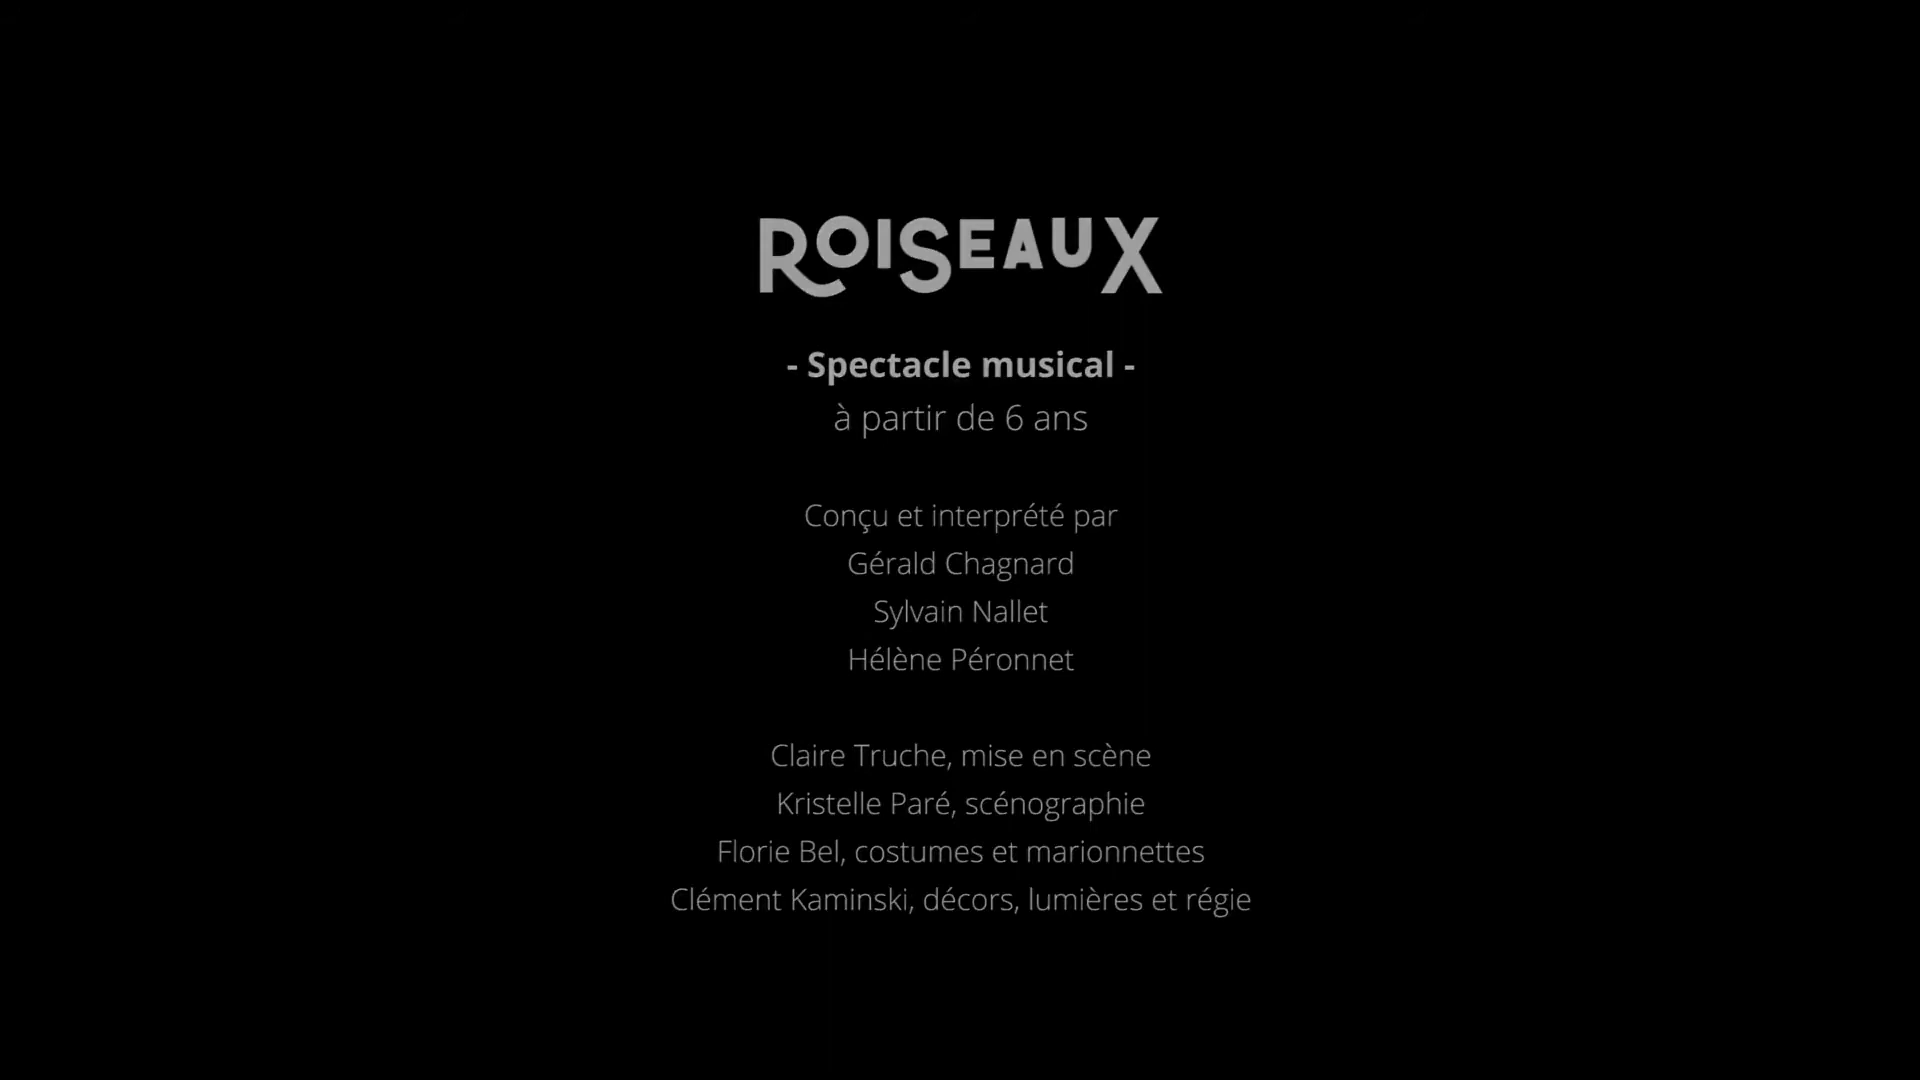 ROISEAUX
- Spectacle musical -
à partir de 6 ans
Conçu et interprété par
Gérald Chagnard
Sylvain Nallet
Hélène Péronnet
Claire Truche, mise en scène
Kristelle Paré, scénographie
Florie Bel, costumes et marionnettes
Clément Kaminski, décors, lumières et régie